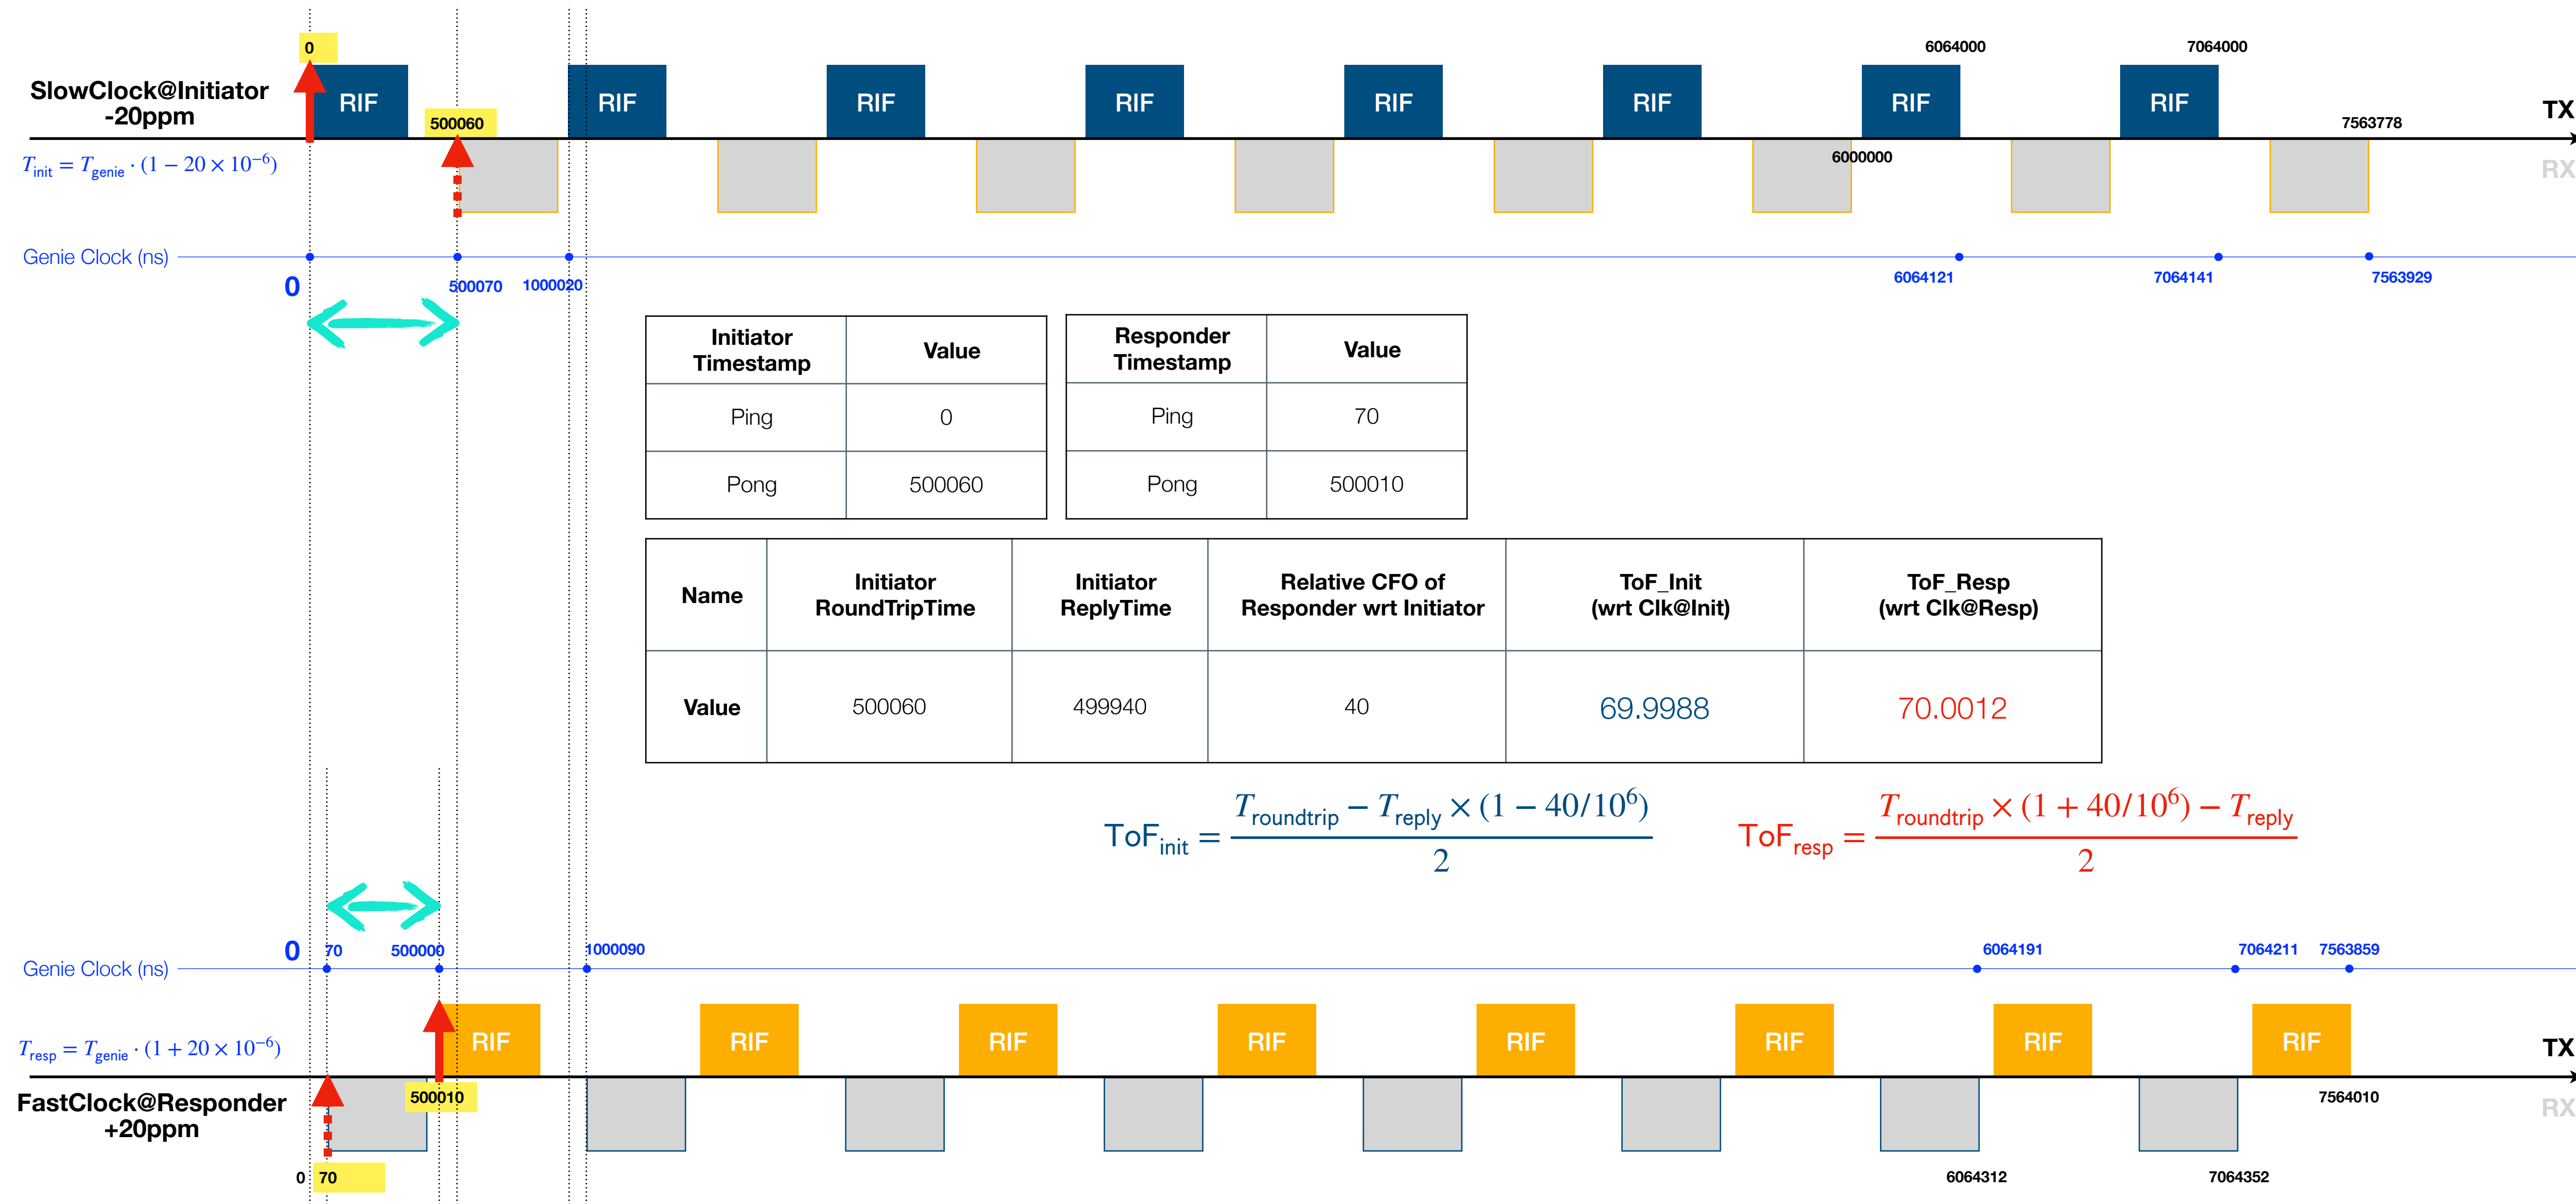 0
6064000
7064000
SlowClock@Initiator
-20ppm
RIF
RIF
RIF
RIF
RIF
RIF
RIF
RIF
TX
500060
7563778
T_init = T_genie · (1 − 20 × 10⁻⁶)
6000000
RX
Genie Clock (ns)
0
500070
1000020
6064121
7064141
7563929
Initiator Timestamp
Value
Ping
0
Pong
500060
Responder Timestamp
Value
Ping
70
Pong
500010
Name
Initiator RoundTripTime
Initiator ReplyTime
Relative CFO of Responder wrt Initiator
ToF_Init (wrt Clk@Init)
ToF_Resp (wrt Clk@Resp)
Value
500060
499940
40
69.9988
70.0012
ToF_init = (T_roundtrip − T_reply × (1 − 40/10⁶)) / 2
ToF_resp = (T_roundtrip × (1 + 40/10⁶) − T_reply) / 2
Genie Clock (ns)
0
70
500000
1000090
6064191
7064211
7563859
T_resp = T_genie · (1 + 20 × 10⁻⁶)
RIF
RIF
RIF
RIF
RIF
RIF
RIF
RIF
TX
FastClock@Responder
+20ppm
500010
7564010
RX
0
70
6064312
7064352